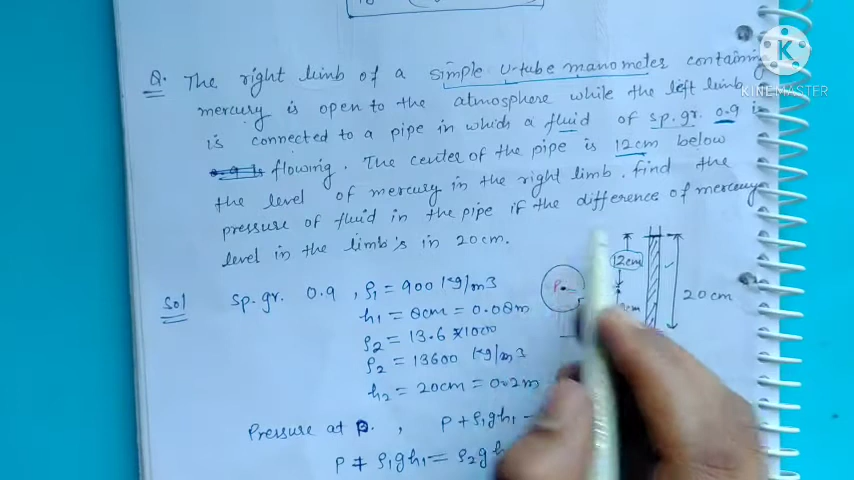 Q. The right limb of a simple U-tube manometer containing
mercury is open to the atmosphere while the left limb
is connected to a pipe in which a fluid of sp.gr. 0.9 is
flowing. The center of the pipe is 12cm below
the level of mercury in the right limb. find the
pressure of fluid in the pipe if the difference of mercury
level in the limb's in 20cm.
Sol
Sp.gr. 0.9, ρ1 = 900 kg/m3
h1 = 8cm = 0.08m
ρ2 = 13.6 × 1000
ρ2 = 13600 kg/m3
h2 = 20cm = 0.2m
Pressure at P. , P + ρ1gh1
P + ρ1gh1 = ρ2gh
P
12cm
cm
20cm
K
KINEMASTER